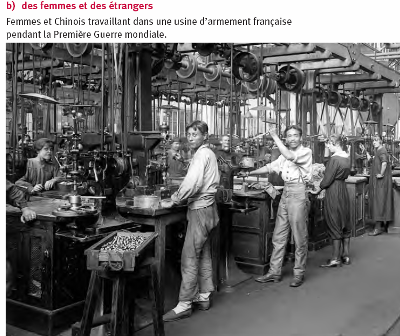 b) des femmes et des étrangers
Femmes et Chinois travaillant dans une usine d'armement française
pendant la Première Guerre mondiale.